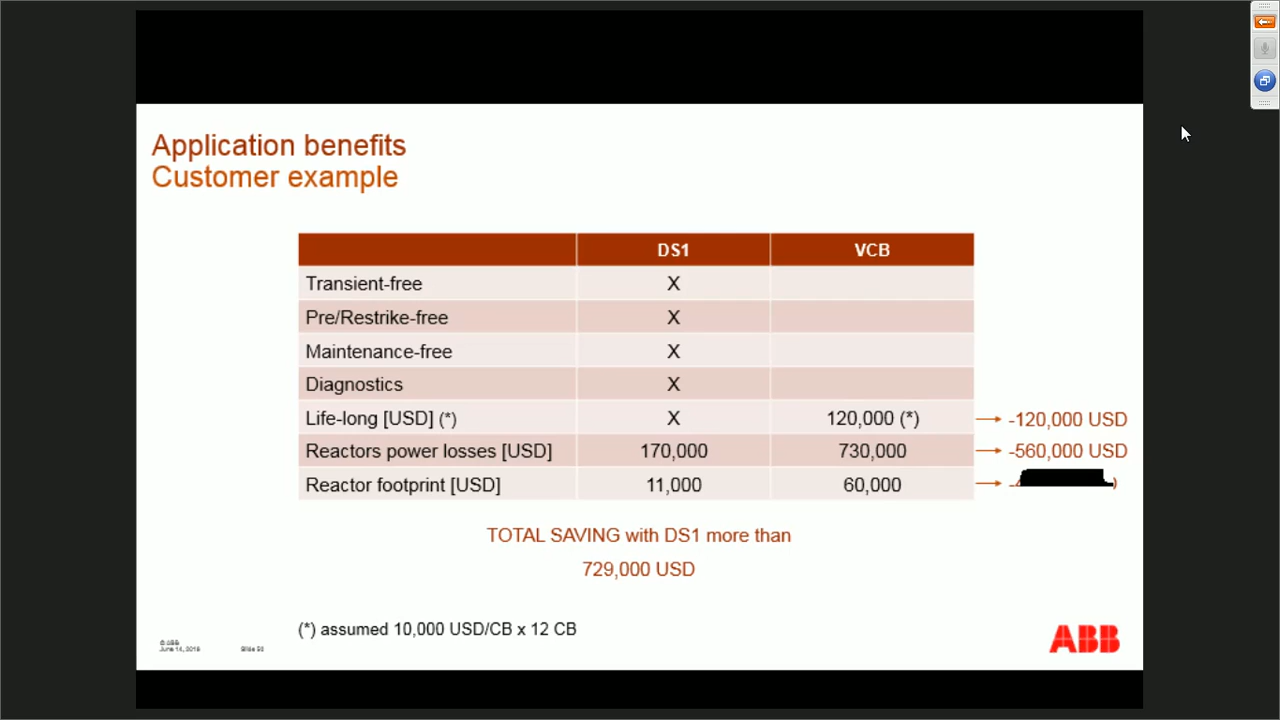 Application benefits
Customer example
DS1 VCB
Transient-free X
Pre/Restrike-free X
Maintenance-free X
Diagnostics X
Life-long [USD] (*) X 120,000 (*) -120,000 USD
Reactors power losses [USD] 170,000 730,000 -560,000 USD
Reactor footprint [USD] 11,000 60,000
TOTAL SAVING with DS1 more than
729,000 USD
(*) assumed 10,000 USD/CB x 12 CB
© ABB
ABB